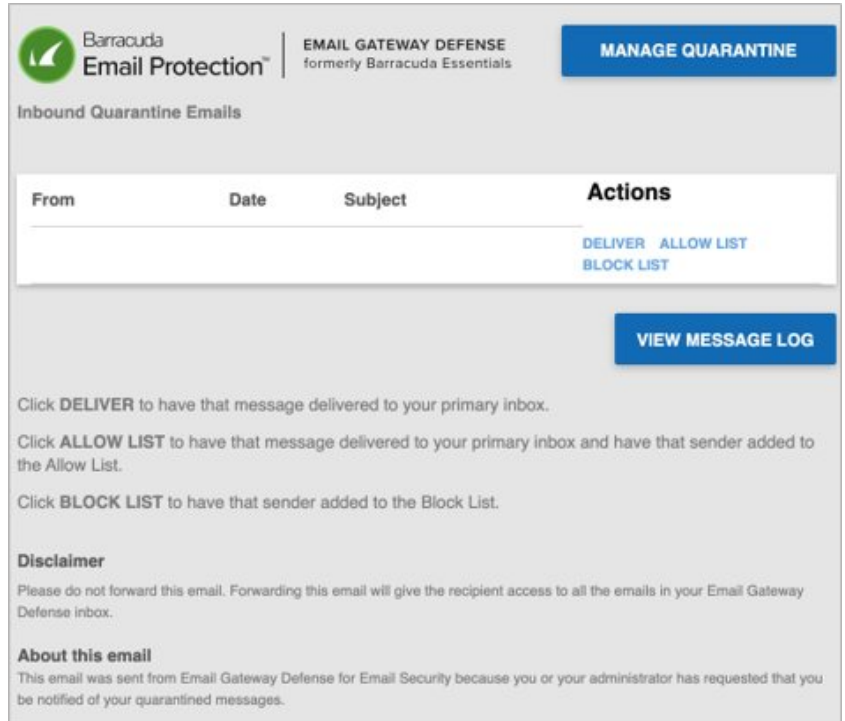 Barracuda
Email Protection™
EMAIL GATEWAY DEFENSE
formerly Barracuda Essentials
MANAGE QUARANTINE
Inbound Quarantine Emails
From Date Subject Actions
DELIVER ALLOW LIST
BLOCK LIST
VIEW MESSAGE LOG
Click DELIVER to have that message delivered to your primary inbox.
Click ALLOW LIST to have that message delivered to your primary inbox and have that sender added to
the Allow List.
Click BLOCK LIST to have that sender added to the Block List.
Disclaimer
Please do not forward this email. Forwarding this email will give the recipient access to all the emails in your Email Gateway
Defense inbox.
About this email
This email was sent from Email Gateway Defense for Email Security because you or your administrator has requested that you
be notified of your quarantined messages.